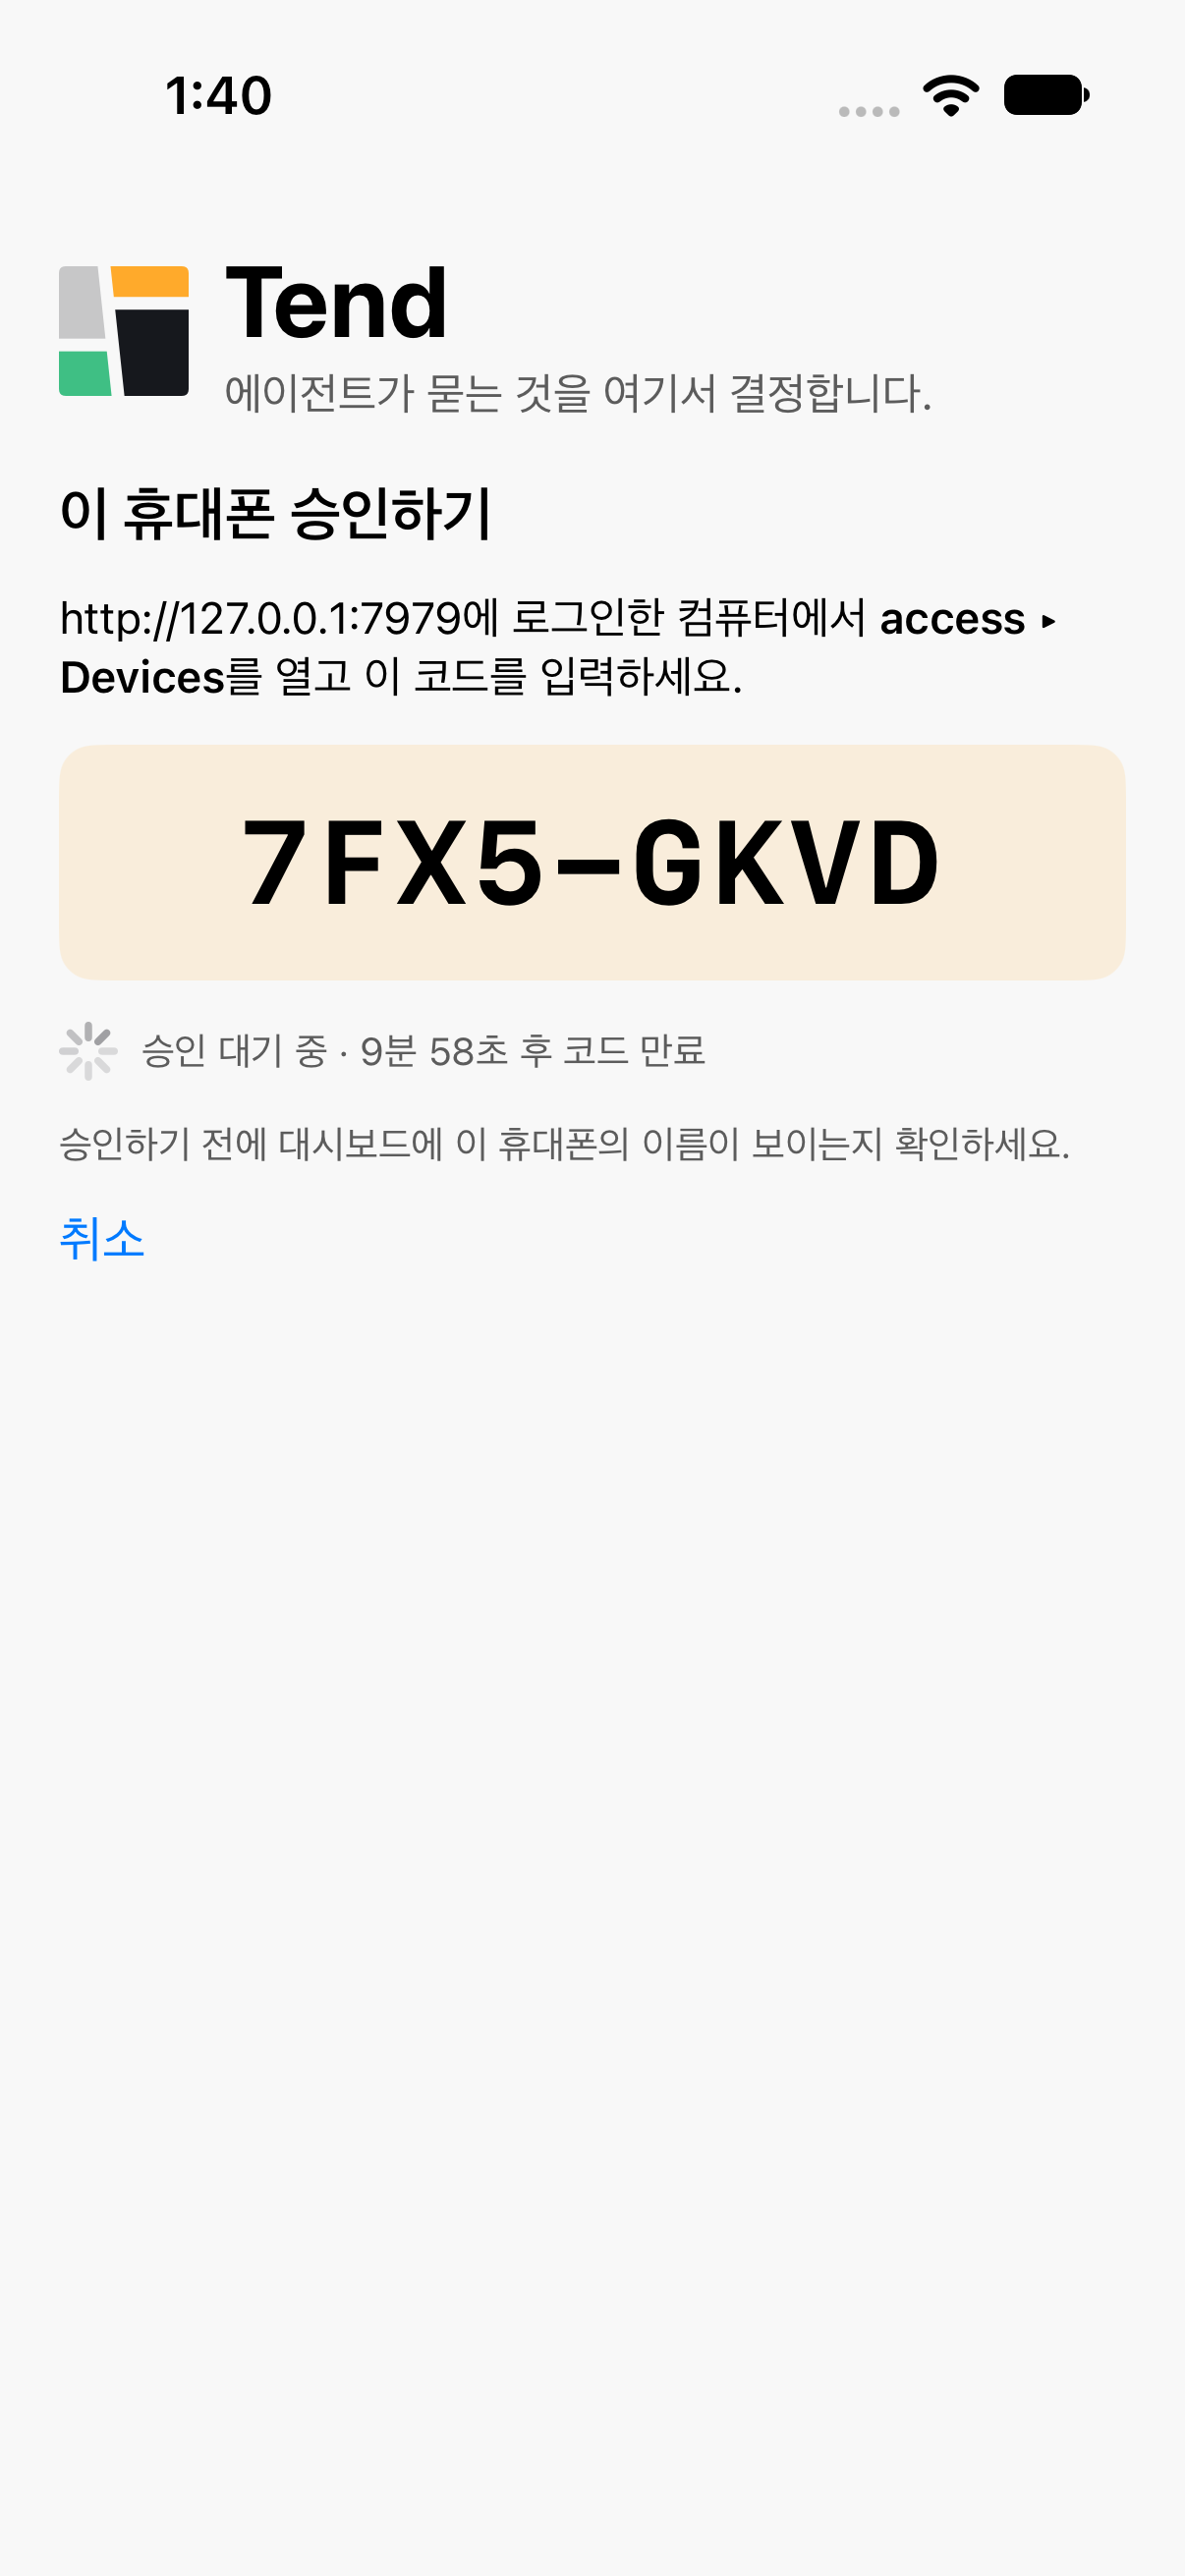 1:40
Tend
에이전트가 묻는 것을 여기서 결정합니다.
이 휴대폰 승인하기
http://127.0.0.1:7979에 로그인한 컴퓨터에서 access ▸
Devices를 열고 이 코드를 입력하세요.
7FX5-GKVD
승인 대기 중 · 9분 58초 후 코드 만료
승인하기 전에 대시보드에 이 휴대폰의 이름이 보이는지 확인하세요.
취소